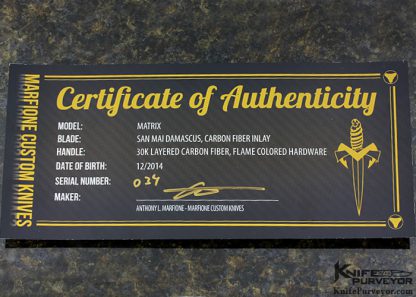 MARFIONE CUSTOM KNIVES
Certificate of Authenticity
MODEL: MATRIX
BLADE: SAN MAI DAMASCUS, CARBON FIBER INLAY
HANDLE: 30K LAYERED CARBON FIBER, FLAME COLORED HARDWARE
DATE OF BIRTH: 12/2014
SERIAL NUMBER: 024
MAKER:
ANTHONY L. MARFIONE - MARFIONE CUSTOM KNIVES
KNIFE
PURVEYOR
KnifePurveyor.com